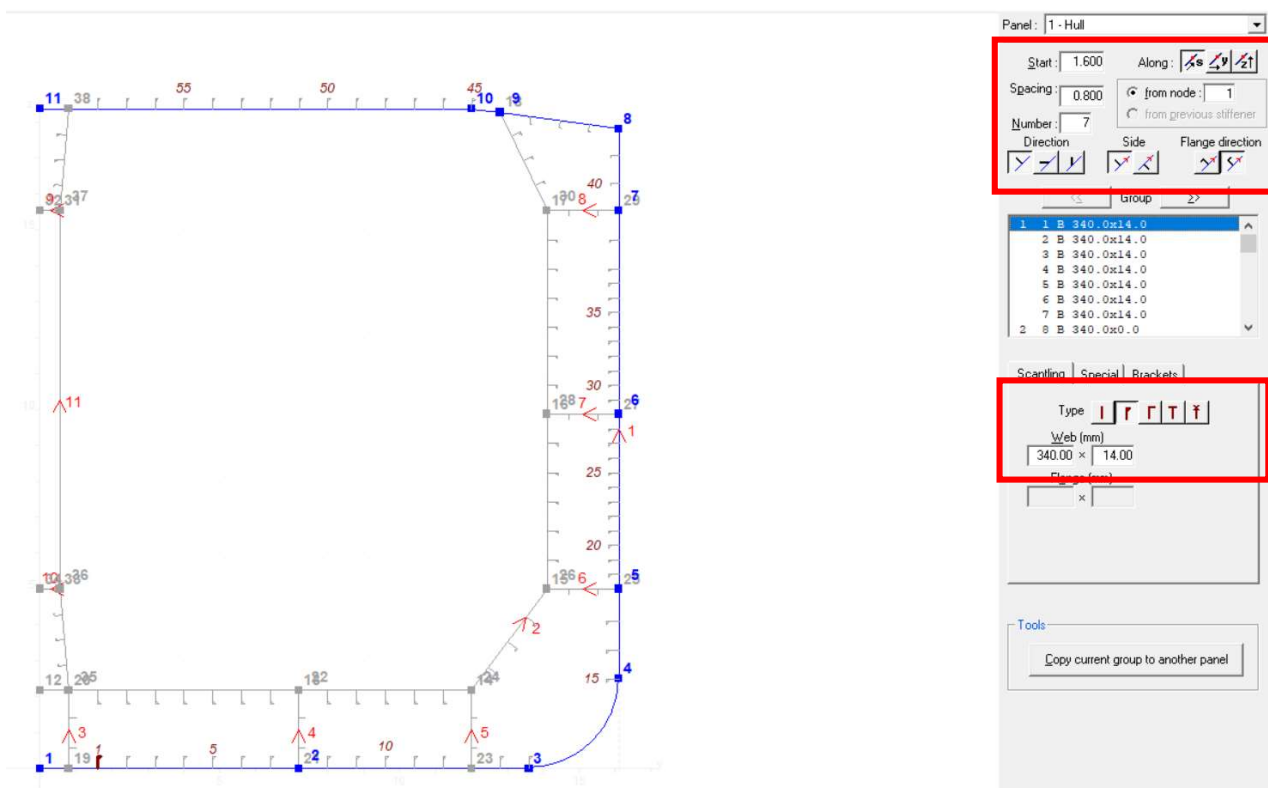 Panel : 1 - Hull
Start : 1.600 Along : s y z
Spacing : 0.800 from node : 1
from previous stiffener
Number : 7
Direction Side Flange direction
Group >>
1 1 B 340.0x14.0
2 B 340.0x14.0
3 B 340.0x14.0
4 B 340.0x14.0
5 B 340.0x14.0
6 B 340.0x14.0
7 B 340.0x14.0
2 8 B 340.0x0.0
Scantling Special Brackets
Type
Web (mm)
340.00 × 14.00
Flange (mm)
×
Tools
Copy current group to another panel
55 50 45
11 38 10 9
8
40
37 17 30 8 7
35
30
11 16 28 7 6
1
25
20
10 36 15 26 6 5
2
15 4
12 25 14 24
3 4 5
1 19 1 5 2 10 23 3